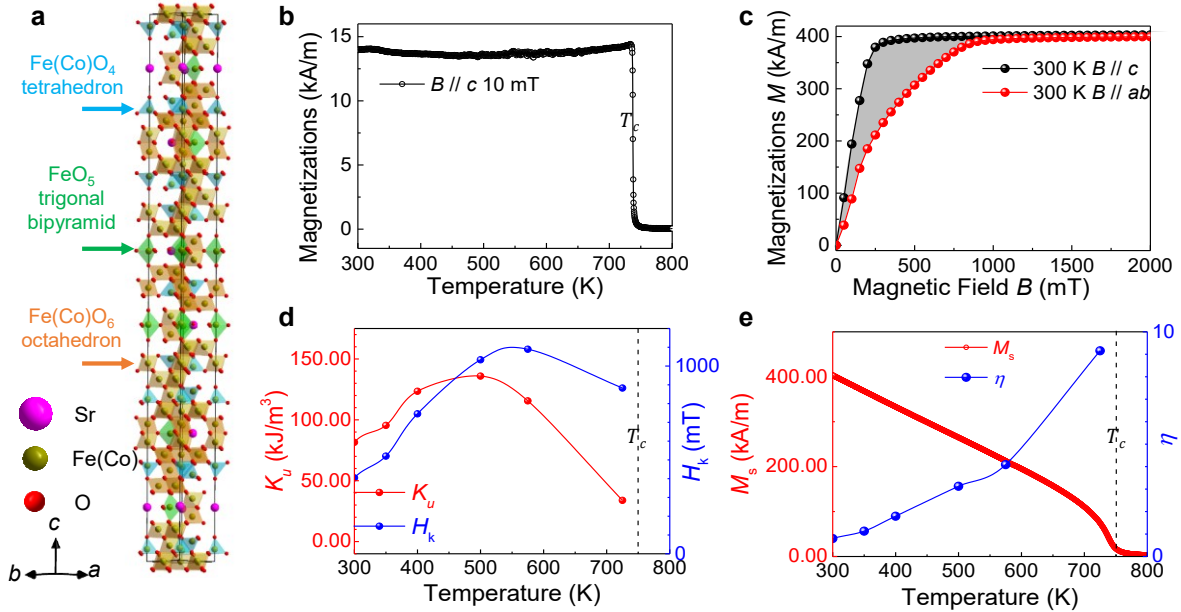 a
Fe(Co)O4
tetrahedron
FeO5
trigonal
bipyramid
Fe(Co)O6
octahedron
Sr
Fe(Co)
O
c
b
a
b
Magnetizations (kA/m)
15
10
5
0
B // c 10 mT
Tc
300 400 500 600 700 800
Temperature (K)
c
Magnetizations M (kA/m)
400
300
200
100
0
300 K B // c
300 K B // ab
0 500 1000 1500 2000
Magnetic Field B (mT)
d
Ku (kJ/m3)
150.00
100.00
50.00
0.00
Ku
Hk
Tc
1000
0
Hk (mT)
300 400 500 600 700 800
Temperature (K)
e
Ms (kA/m)
400.00
200.00
0.00
Ms
η
Tc
10
5
0
η
300 400 500 600 700 800
Temperature (K)